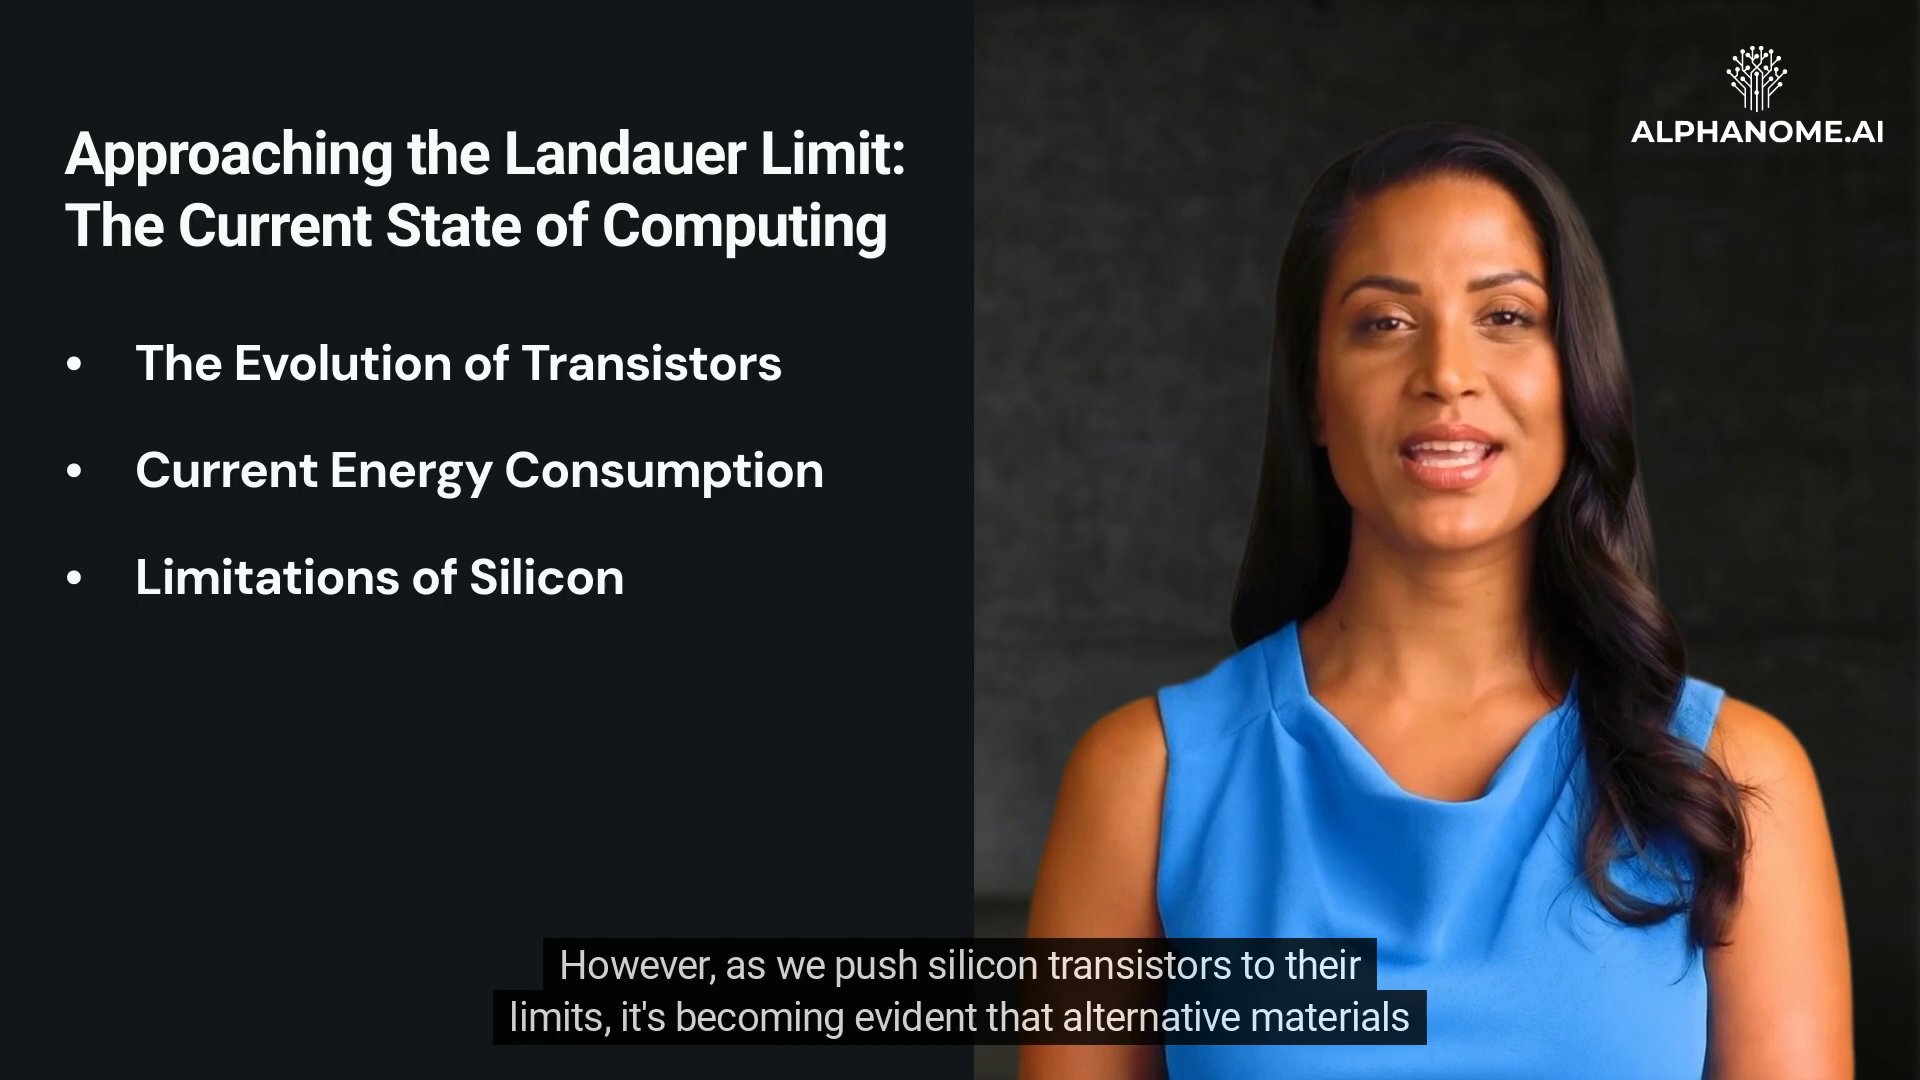 ALPHANOME.AI
Approaching the Landauer Limit:
The Current State of Computing
• The Evolution of Transistors
• Current Energy Consumption
• Limitations of Silicon
However, as we push silicon transistors to their
limits, it's becoming evident that alternative materials